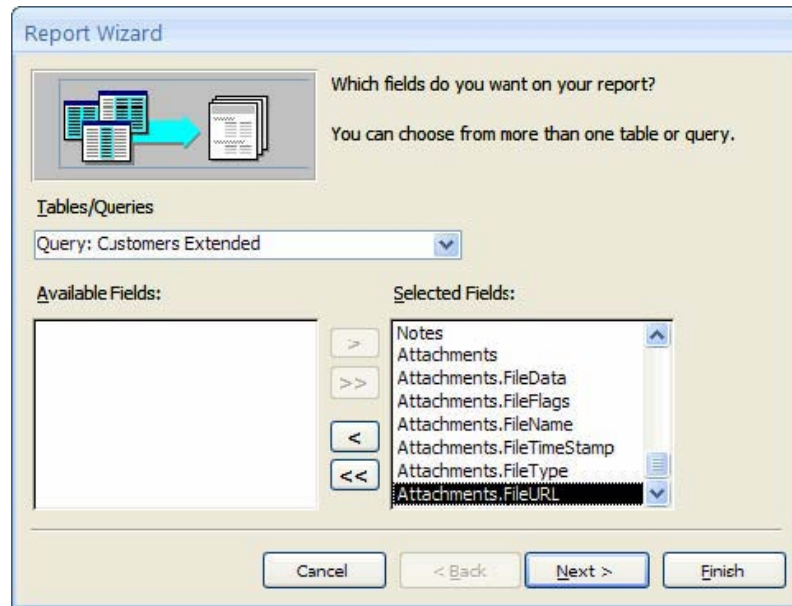 Report Wizard
Which fields do you want on your report?
You can choose from more than one table or query.
Tables/Queries
Query: Customers Extended
Available Fields:
Selected Fields:
>
>>
<
<<
Notes
Attachments
Attachments.FileData
Attachments.FileFlags
Attachments.FileName
Attachments.FileTimeStamp
Attachments.FileType
Attachments.FileURL
Cancel
< Back
Next >
Finish